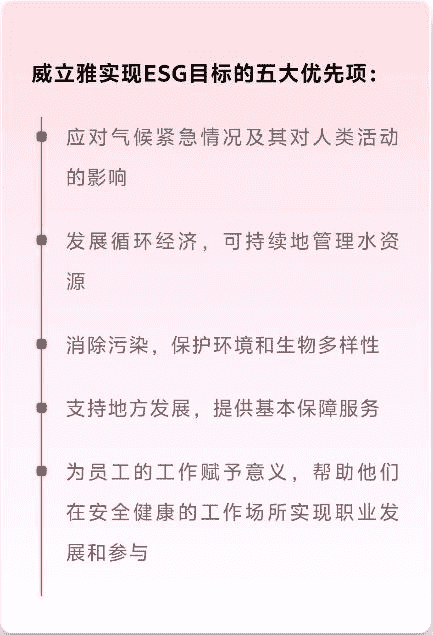 威立雅实现ESG目标的五大优先项：
应对气候紧急情况及其对人类活动
的影响
发展循环经济，可持续地管理水资
源
消除污染，保护环境和生物多样性
支持地方发展，提供基本保障服务
为员工的工作赋予意义，帮助他们
在安全健康的工作场所实现职业发
展和参与